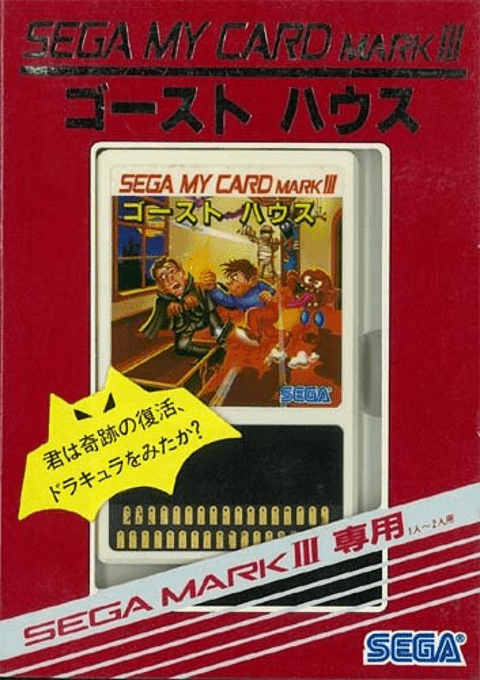 SEGA MY CARD MARK III
ゴースト ハウス
SEGA MY CARD MARK III
ゴースト ハウス
SEGA
君は奇跡の復活、
ドラキュラをみたか?
SEGA MARK III 専用 1人〜2人用
SEGA®